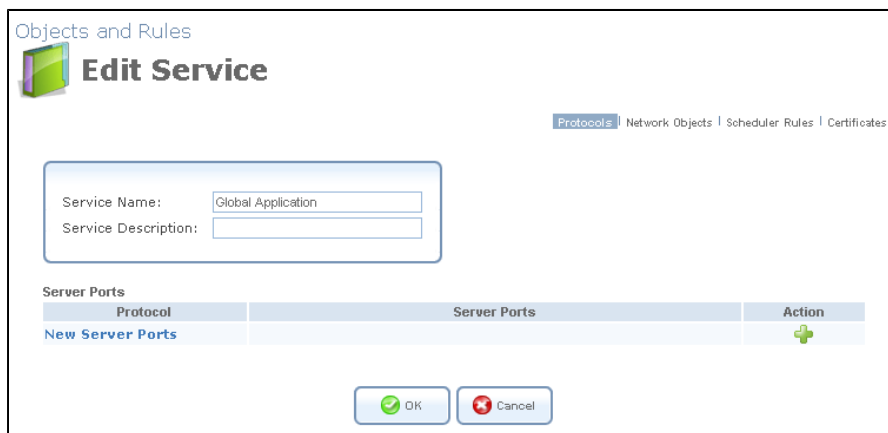 Objects and Rules
Edit Service
Protocols | Network Objects | Scheduler Rules | Certificates
Service Name: Global Application
Service Description:
Server Ports
Protocol Server Ports Action
New Server Ports
OK Cancel